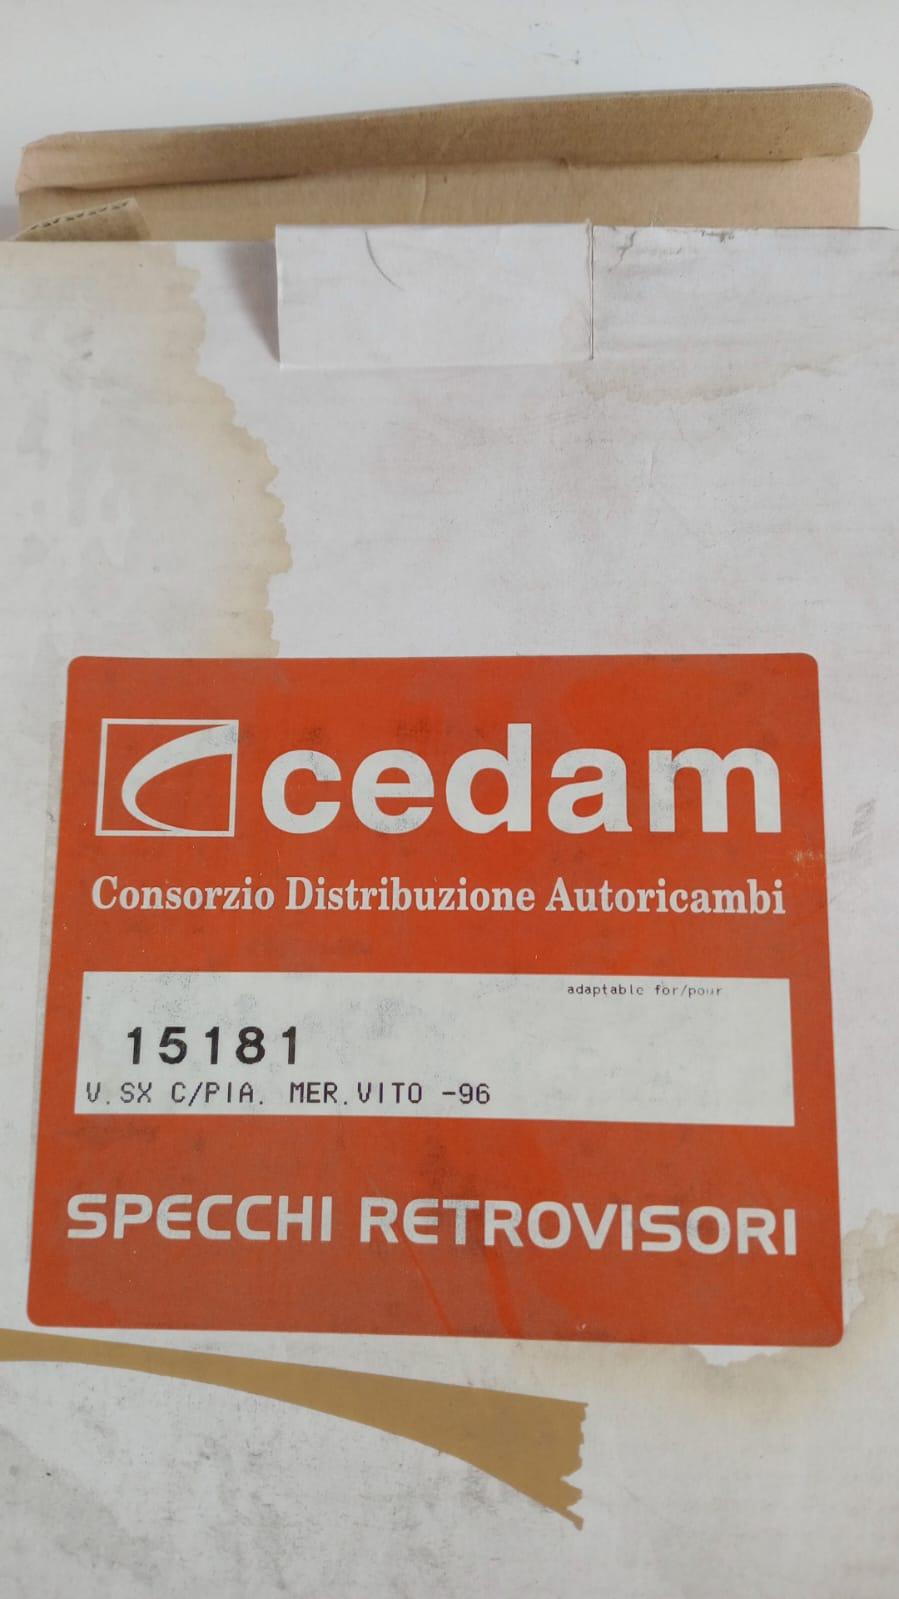 cedam
Consorzio Distribuzione Autoricambi
adaptable for/pour
15181
V.SX C/PIA. MER.VITO -96
SPECCHI RETROVISORI